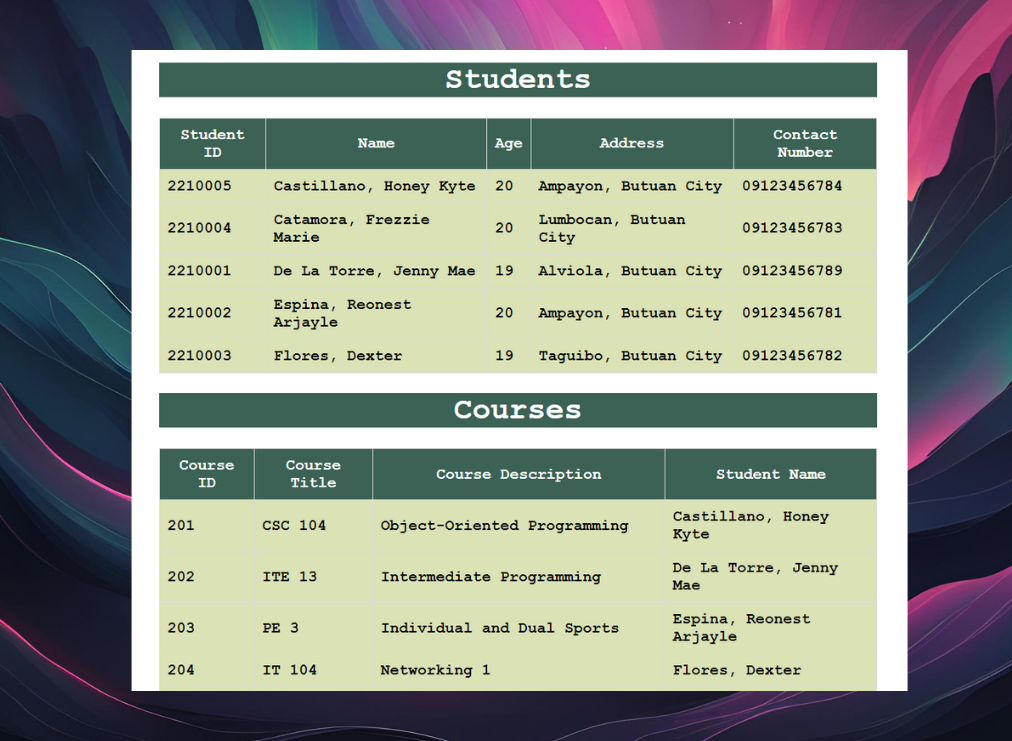 Students
Student ID Name Age Address Contact Number
2210005 Castillano, Honey Kyte 20 Ampayon, Butuan City 09123456784
2210004 Catamora, Frezzie Marie 20 Lumbocan, Butuan City 09123456783
2210001 De La Torre, Jenny Mae 19 Alviola, Butuan City 09123456789
2210002 Espina, Reonest Arjayle 20 Ampayon, Butuan City 09123456781
2210003 Flores, Dexter 19 Taguibo, Butuan City 09123456782
Courses
Course ID Course Title Course Description Student Name
201 CSC 104 Object-Oriented Programming Castillano, Honey Kyte
202 ITE 13 Intermediate Programming De La Torre, Jenny Mae
203 PE 3 Individual and Dual Sports Espina, Reonest Arjayle
204 IT 104 Networking 1 Flores, Dexter